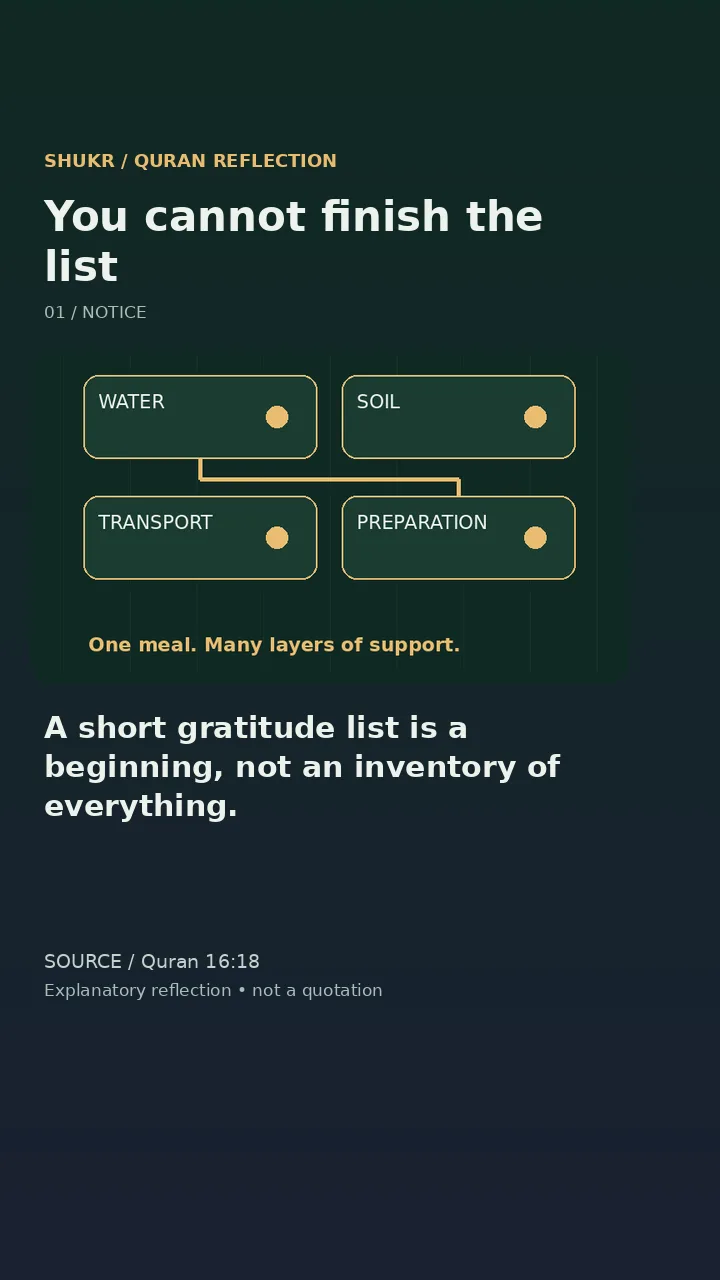 SHUKR / QURAN REFLECTION
You cannot finish the
list
01 / NOTICE
WATER
SOIL
TRANSPORT
PREPARATION
One meal. Many layers of support.
A short gratitude list is a
beginning, not an inventory of
everything.
SOURCE / Quran 16:18
Explanatory reflection • not a quotation